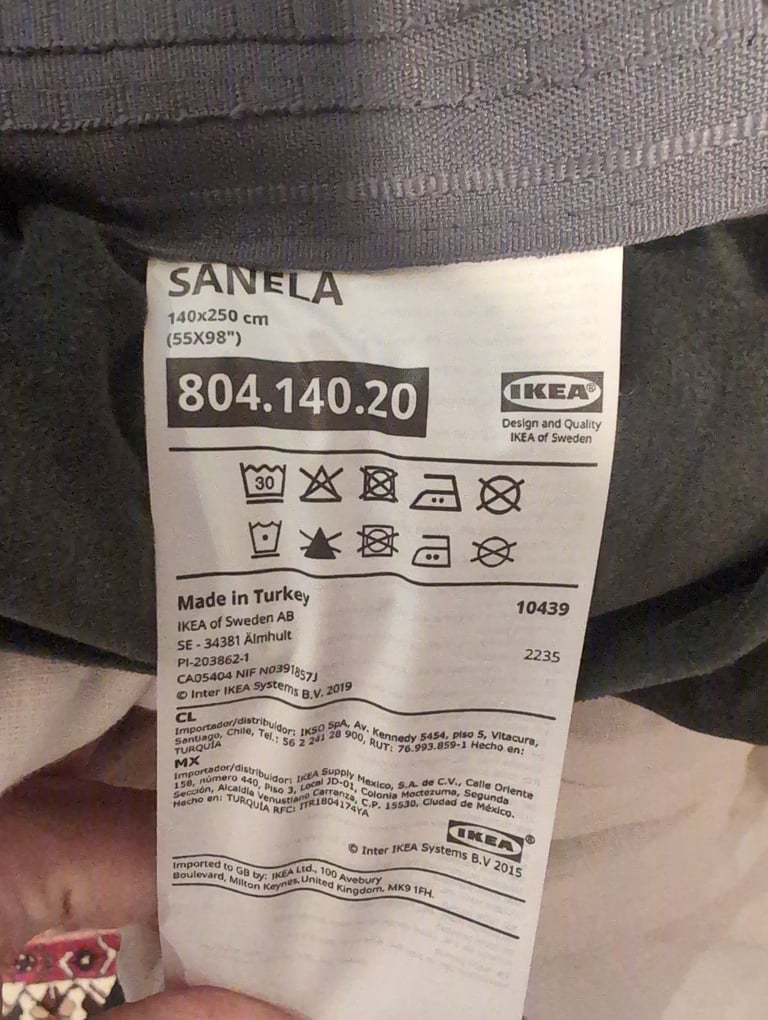 SANELA
140x250 cm
(55X98")
804.140.20
IKEA®
Design and Quality
IKEA of Sweden
30
Made in Turkey
10439
IKEA of Sweden AB
SE - 34381 Älmhult
2235
PI-203862-1
CA05404 NIF N0391857J
© Inter IKEA Systems B.V. 2019
CL
Importador/distribuidor: IKSO SpA, Av. Kennedy 5454, piso 5, Vitacura,
Santiago, Chile, Tel.: 56 2 241 28 900, RUT: 76.993.859-1 Hecho en:
TURQUÍA
MX
Importador/distribuidor: IKEA Supply Mexico, S.A. de C.V., Calle Oriente
158, número 440, Piso 3, Local JD-01, Colonia Moctezuma, Segunda
Sección, Alcaldía Venustiano Carranza, C.P. 15530, Ciudad de México.
Hecho en: TURQUÍA RFC: ITR1804174YA
IKEA®
© Inter IKEA Systems B.V 2015
Imported to GB by: IKEA Ltd., 100 Avebury
Boulevard, Milton Keynes, United Kingdom, MK9 1FH.